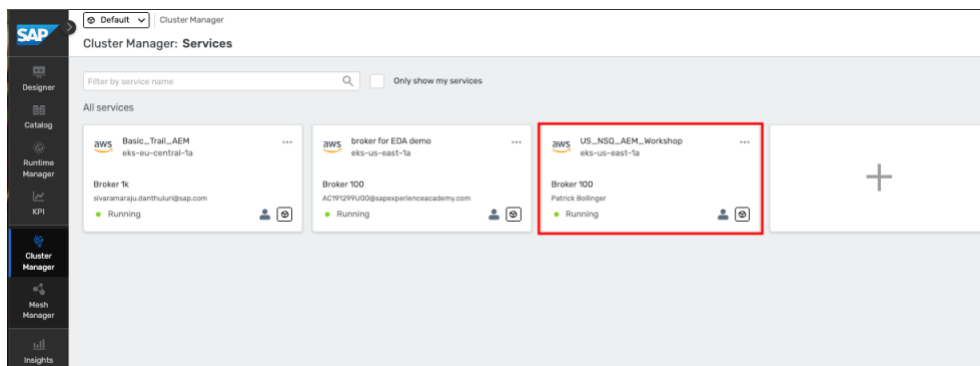 SAP
Default
Cluster Manager
Cluster Manager: Services
Designer
Catalog
Runtime
Manager
KPI
Cluster
Manager
Mesh
Manager
Insights
Filter by service name
Only show my services
All services
aws
Basic_Trail_AEM
eks-eu-central-1a
Broker 1k
sivaramaraju.danthuluri@sap.com
Running
aws
broker for EDA demo
eks-us-east-1a
Broker 100
AC191299U00@sapexperienceacademy.com
Running
aws
US_NSQ_AEM_Workshop
eks-us-east-1a
Broker 100
Patrick Bollinger
Running